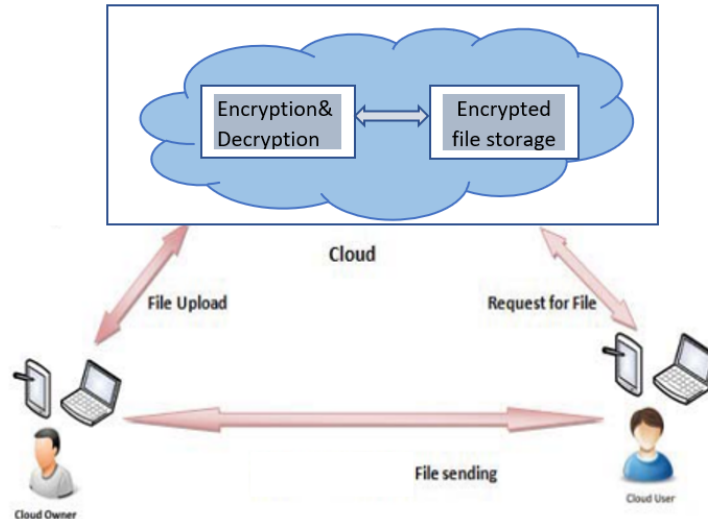 Encryption&
Decryption
Encrypted
file storage
Cloud
File Upload
Request for File
File sending
Cloud Owner
Cloud User